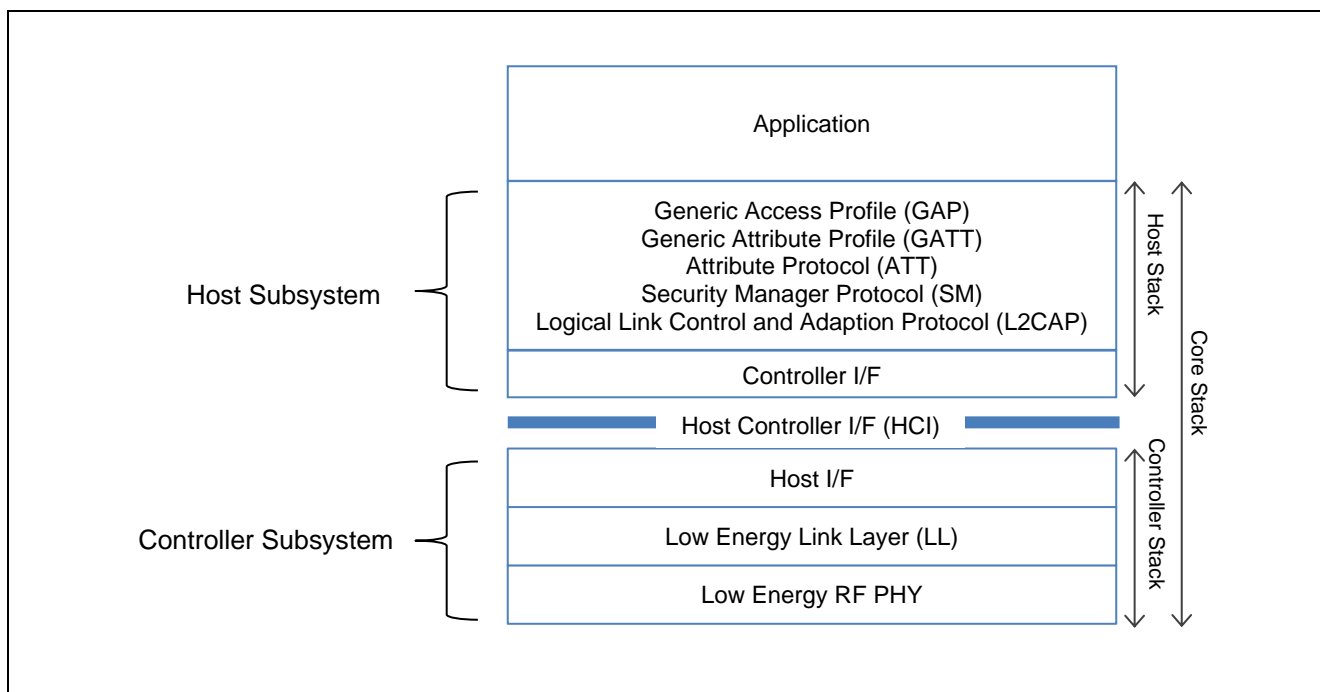 Application
Generic Access Profile (GAP)
Generic Attribute Profile (GATT)
Attribute Protocol (ATT)
Security Manager Protocol (SM)
Logical Link Control and Adaption Protocol (L2CAP)
Host Subsystem
Controller I/F
Host Stack
Core Stack
Host Controller I/F (HCI)
Host I/F
Low Energy Link Layer (LL)
Low Energy RF PHY
Controller Subsystem
Controller Stack